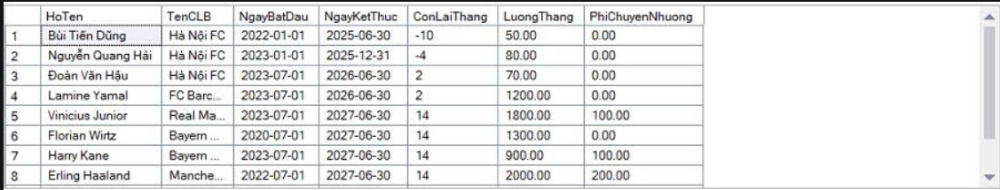 HoTen TenCLB NgayBatDau NgayKetThuc ConLaiThang LuongThang PhiChuyenNhuong
1 Bùi Tiến Dũng Hà Nội FC 2022-01-01 2025-06-30 -10 50.00 0.00
2 Nguyễn Quang Hải Hà Nội FC 2023-01-01 2025-12-31 -4 80.00 0.00
3 Đoàn Văn Hậu Hà Nội FC 2023-07-01 2026-06-30 2 70.00 0.00
4 Lamine Yamal FC Barc... 2023-07-01 2026-06-30 2 1200.00 0.00
5 Vinicius Junior Real Ma... 2023-07-01 2027-06-30 14 1800.00 100.00
6 Florian Wirtz Bayern ... 2020-07-01 2027-06-30 14 1300.00 0.00
7 Harry Kane Bayern ... 2023-07-01 2027-06-30 14 900.00 100.00
8 Erling Haaland Manche... 2022-07-01 2027-06-30 14 2000.00 200.00